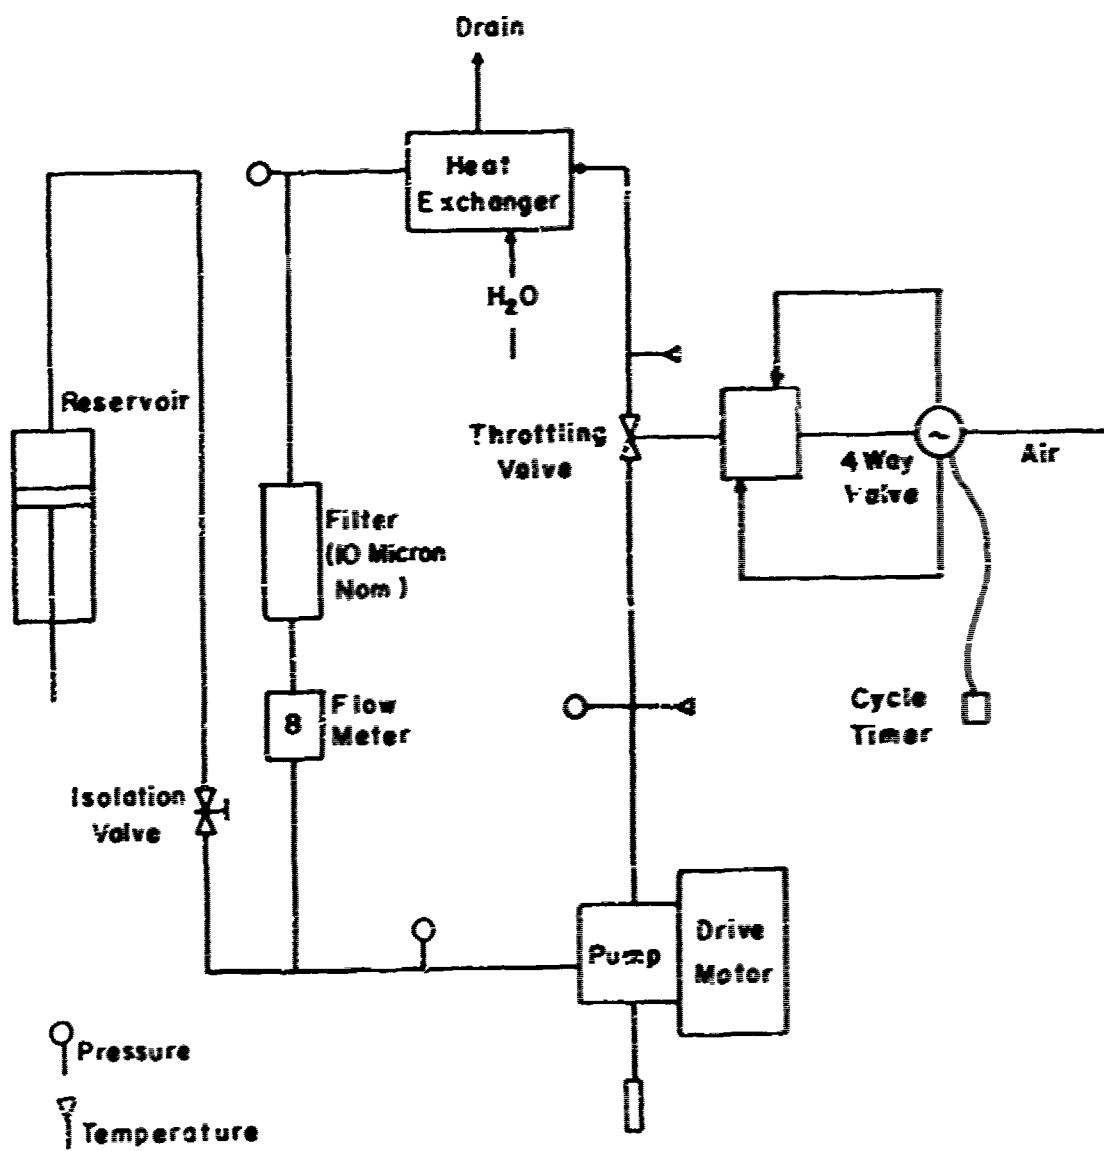 Drain
Heat
Exchanger
H₂O
Reservoir
Throttling
Valve
4 Way
Valve
Air
Filter
(10 Micron
Nom)
Flow
Meter
8
Cycle
Timer
Isolation
Valve
Pump
Drive
Motor
Pressure
Temperature